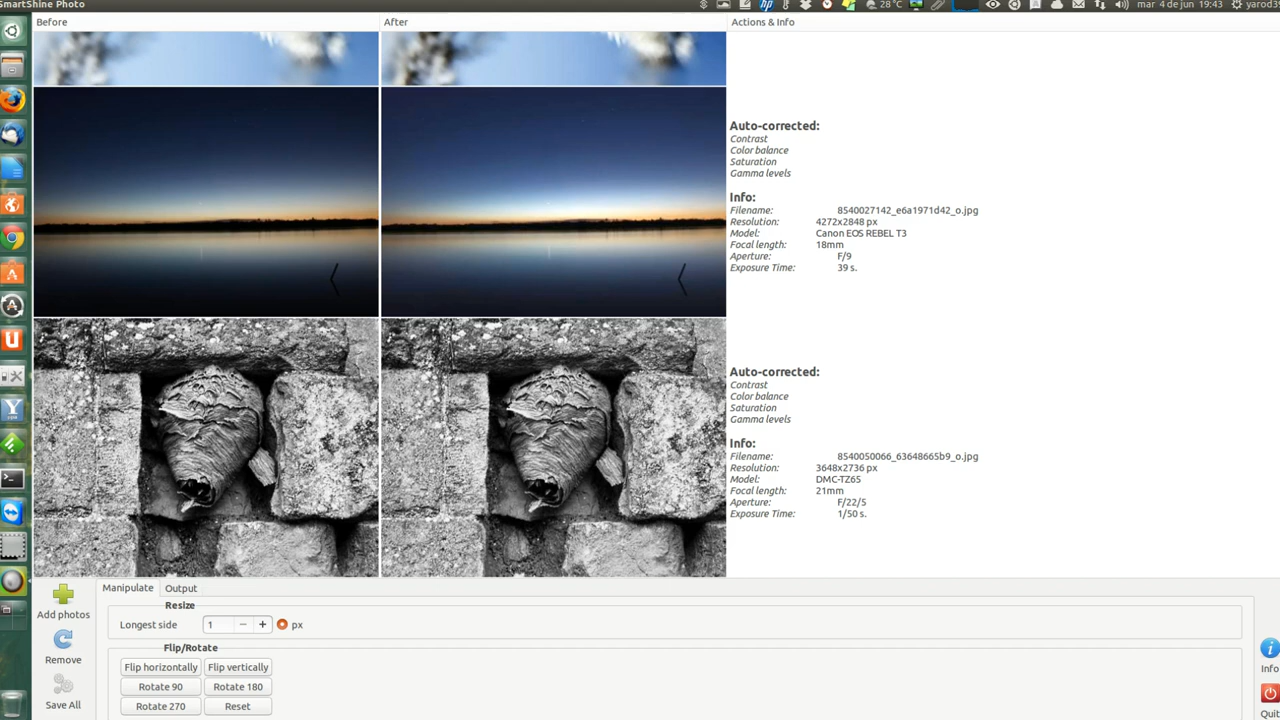 SmartShine Photo
28°C
mar 4 de jun 19:43
yarod39
Before
After
Actions & Info
Auto-corrected:
Contrast
Color balance
Saturation
Gamma levels
Info:
Filename: 8540027142_e6a1971d42_o.jpg
Resolution: 4272x2848 px
Model: Canon EOS REBEL T3
Focal length: 18mm
Aperture: F/9
Exposure Time: 39 s.
Auto-corrected:
Contrast
Color balance
Saturation
Gamma levels
Info:
Filename: 8540050066_63648665b9_o.jpg
Resolution: 3648x2736 px
Model: DMC-TZ65
Focal length: 21mm
Aperture: F/22/5
Exposure Time: 1/50 s.
Add photos
Remove
Save All
Manipulate
Output
Resize
Longest side 1 − + px
Flip/Rotate
Flip horizontally
Flip vertically
Rotate 90
Rotate 180
Rotate 270
Reset
Info
Quit